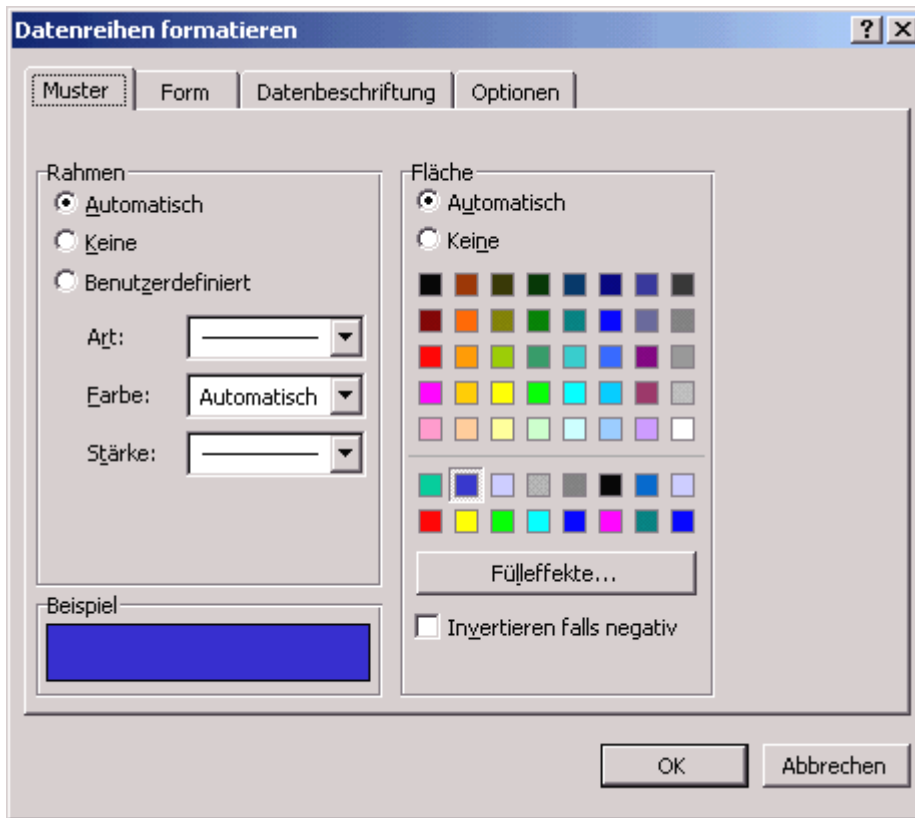 Datenreihen formatieren
Muster Form Datenbeschriftung Optionen
Rahmen
Automatisch
Keine
Benutzerdefiniert
Art:
Farbe: Automatisch
Stärke:
Beispiel
Fläche
Automatisch
Keine
Fülleffekte...
Invertieren falls negativ
OK Abbrechen